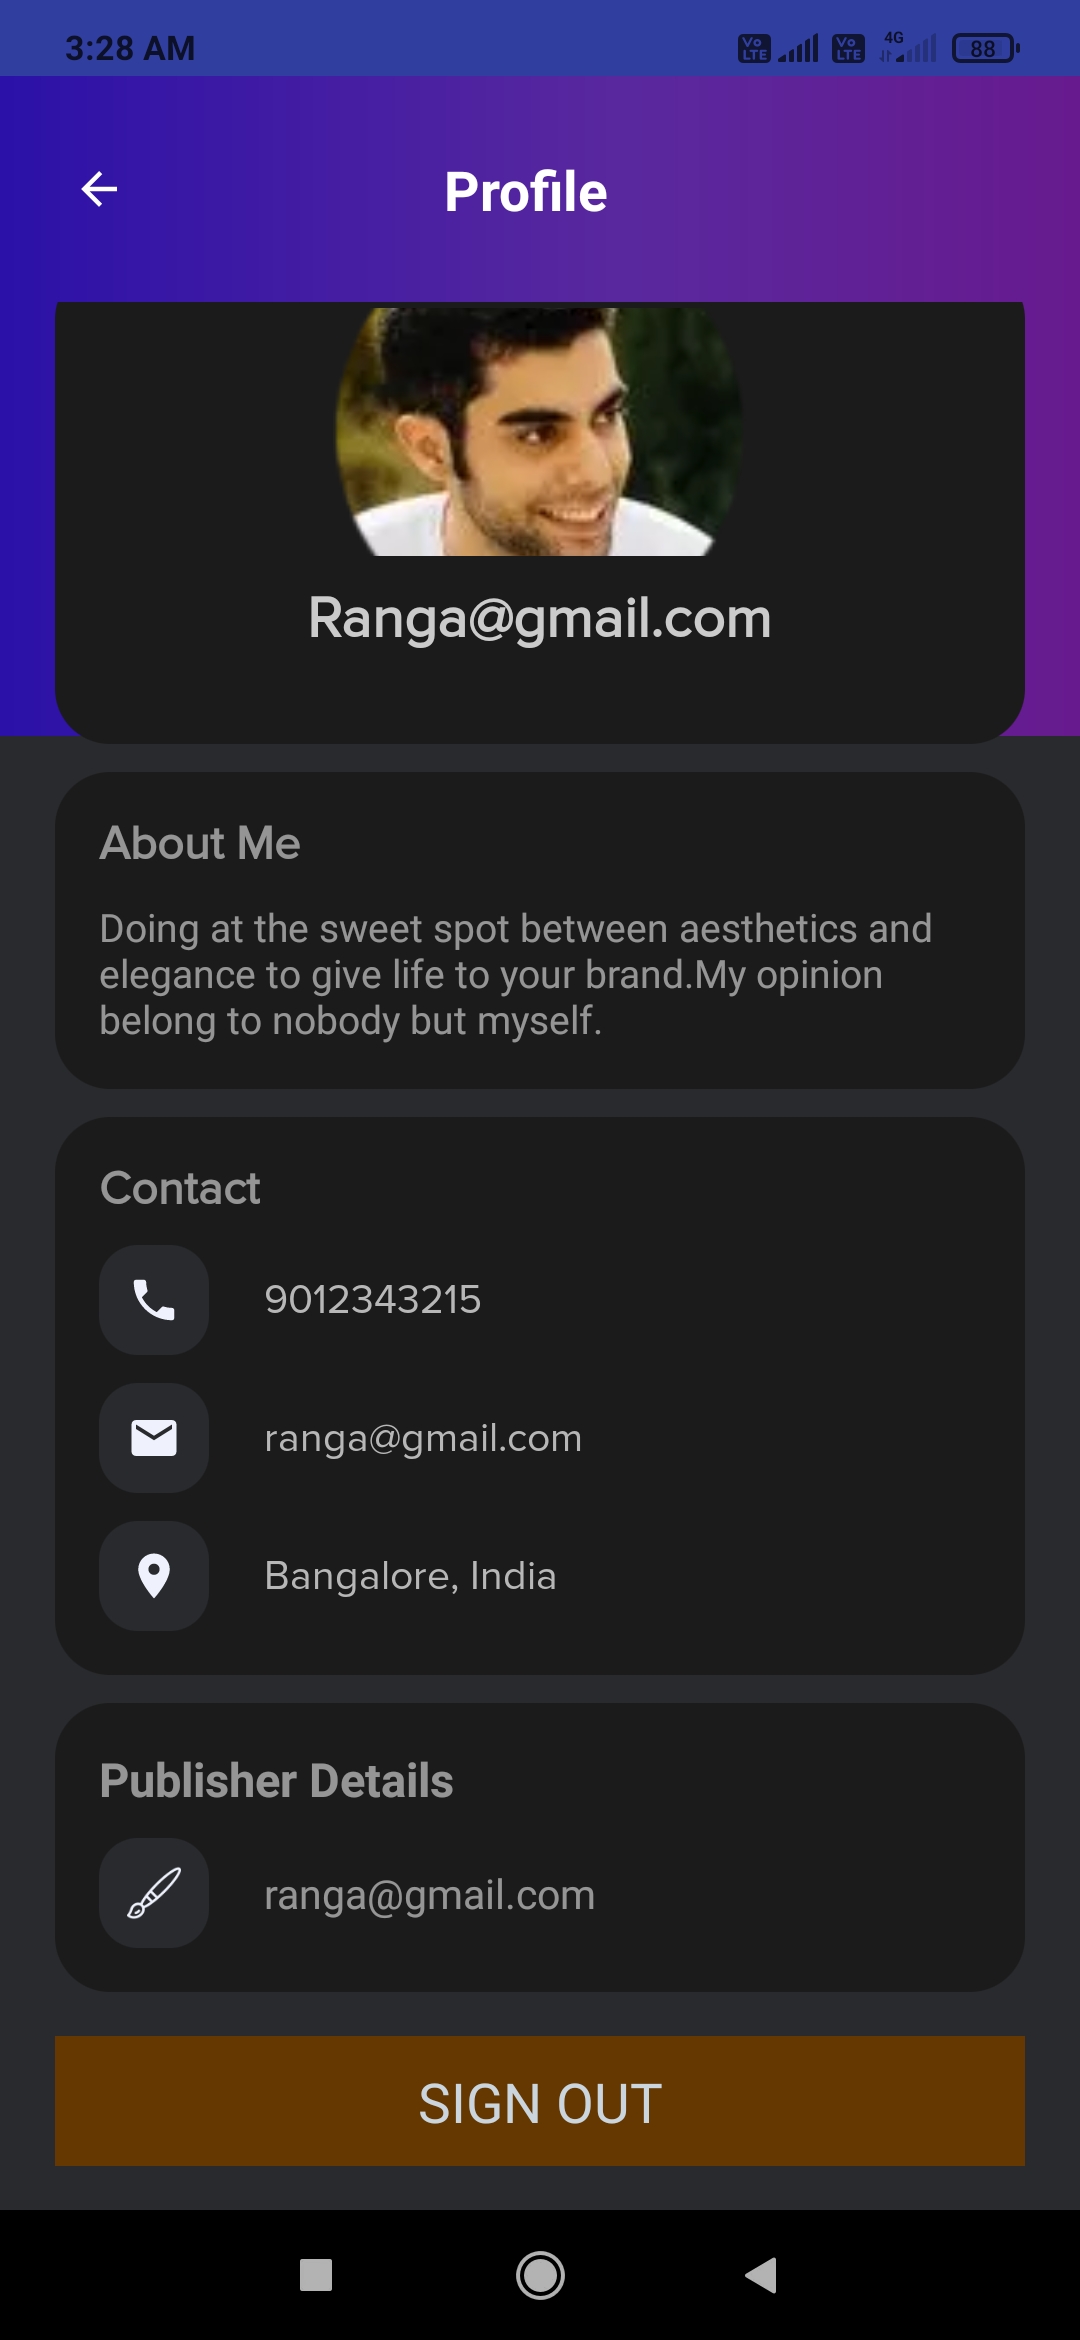 3:28 AM
Vo LTE Vo LTE 4G 88
Profile
Ranga@gmail.com
About Me
Doing at the sweet spot between aesthetics and
elegance to give life to your brand.My opinion
belong to nobody but myself.
Contact
9012343215
ranga@gmail.com
Bangalore, India
Publisher Details
ranga@gmail.com
SIGN OUT